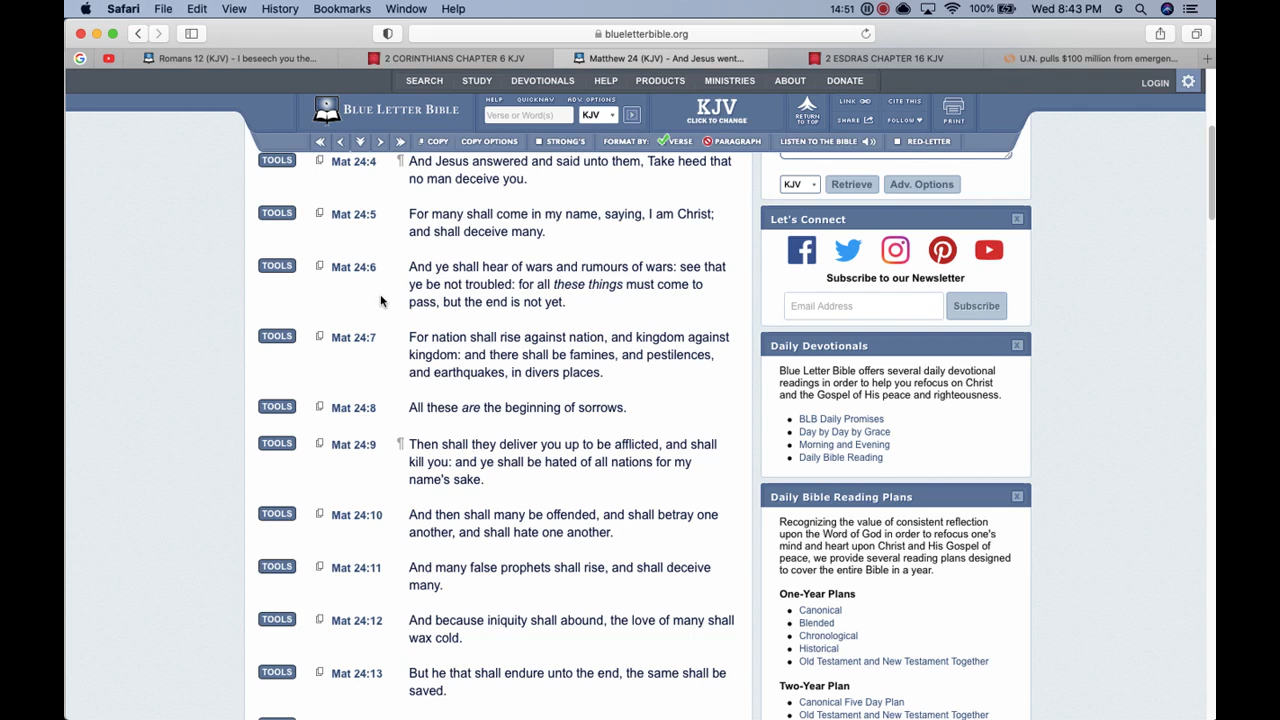 Safari File Edit View History Bookmarks Window Help 14:51 100% Wed 8:43 PM G
blueletterbible.org
Romans 12 (KJV) - I beseech you the... 2 CORINTHIANS CHAPTER 6 KJV Matthew 24 (KJV) - And Jesus went... 2 ESDRAS CHAPTER 16 KJV U.N. pulls $100 million from emergen...
SEARCH STUDY DEVOTIONALS HELP PRODUCTS MINISTRIES ABOUT DONATE LOGIN
BLUE LETTER BIBLE
HELP QUICKNAV ADV. OPTIONS
Verse or Word(s) KJV
KJV
CLICK TO CHANGE
RETURN
TO TOP
LINK CITE THIS
SHARE FOLLOW
PRINT
COPY COPY OPTIONS STRONG'S FORMAT BY: VERSE PARAGRAPH LISTEN TO THE BIBLE RED-LETTER
TOOLS Mat 24:4 ¶ And Jesus answered and said unto them, Take heed that
no man deceive you.
TOOLS Mat 24:5 For many shall come in my name, saying, I am Christ;
and shall deceive many.
TOOLS Mat 24:6 And ye shall hear of wars and rumours of wars: see that
ye be not troubled: for all these things must come to
pass, but the end is not yet.
TOOLS Mat 24:7 For nation shall rise against nation, and kingdom against
kingdom: and there shall be famines, and pestilences,
and earthquakes, in divers places.
TOOLS Mat 24:8 All these are the beginning of sorrows.
TOOLS Mat 24:9 ¶ Then shall they deliver you up to be afflicted, and shall
kill you: and ye shall be hated of all nations for my
name's sake.
TOOLS Mat 24:10 And then shall many be offended, and shall betray one
another, and shall hate one another.
TOOLS Mat 24:11 And many false prophets shall rise, and shall deceive
many.
TOOLS Mat 24:12 And because iniquity shall abound, the love of many shall
wax cold.
TOOLS Mat 24:13 But he that shall endure unto the end, the same shall be
saved.
KJV Retrieve Adv. Options
Let's Connect
Subscribe to our Newsletter
Email Address Subscribe
Daily Devotionals
Blue Letter Bible offers several daily devotional
readings in order to help you refocus on Christ
and the Gospel of His peace and righteousness.
BLB Daily Promises
Day by Day by Grace
Morning and Evening
Daily Bible Reading
Daily Bible Reading Plans
Recognizing the value of consistent reflection
upon the Word of God in order to refocus one's
mind and heart upon Christ and His Gospel of
peace, we provide several reading plans designed
to cover the entire Bible in a year.
One-Year Plans
Canonical
Blended
Chronological
Historical
Old Testament and New Testament Together
Two-Year Plan
Canonical Five Day Plan
Old Testament and New Testament Together